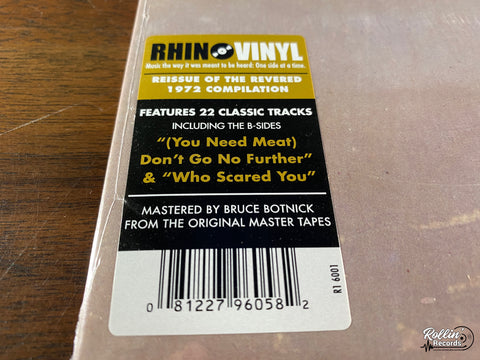 RHINO VINYL
Music the way it was meant to be heard: One side at a time.
REISSUE OF THE REVERED
1972 COMPILATION
FEATURES 22 CLASSIC TRACKS
INCLUDING THE B-SIDES
“(You Need Meat)
Don’t Go No Further”
& “Who Scared You”
MASTERED BY BRUCE BOTNICK
FROM THE ORIGINAL MASTER TAPES
0 81227 96058 2
R1 6001
Rollin
Records